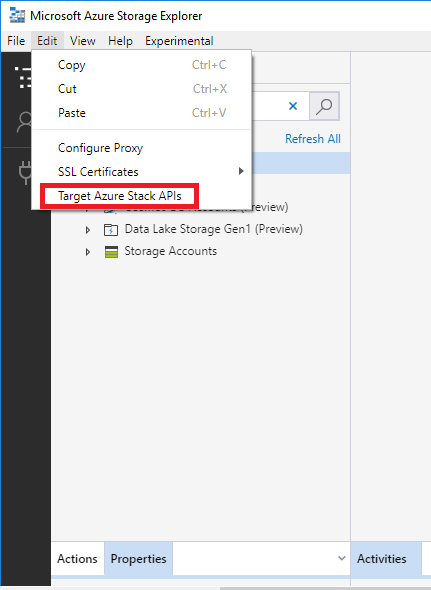 Microsoft Azure Storage Explorer
File Edit View Help Experimental
Copy Ctrl+C
Cut Ctrl+X
Paste Ctrl+V
Configure Proxy
Refresh All
SSL Certificates
Target Azure Stack APIs
(Preview)
Data Lake Storage Gen1 (Preview)
Storage Accounts
Actions Properties Activities